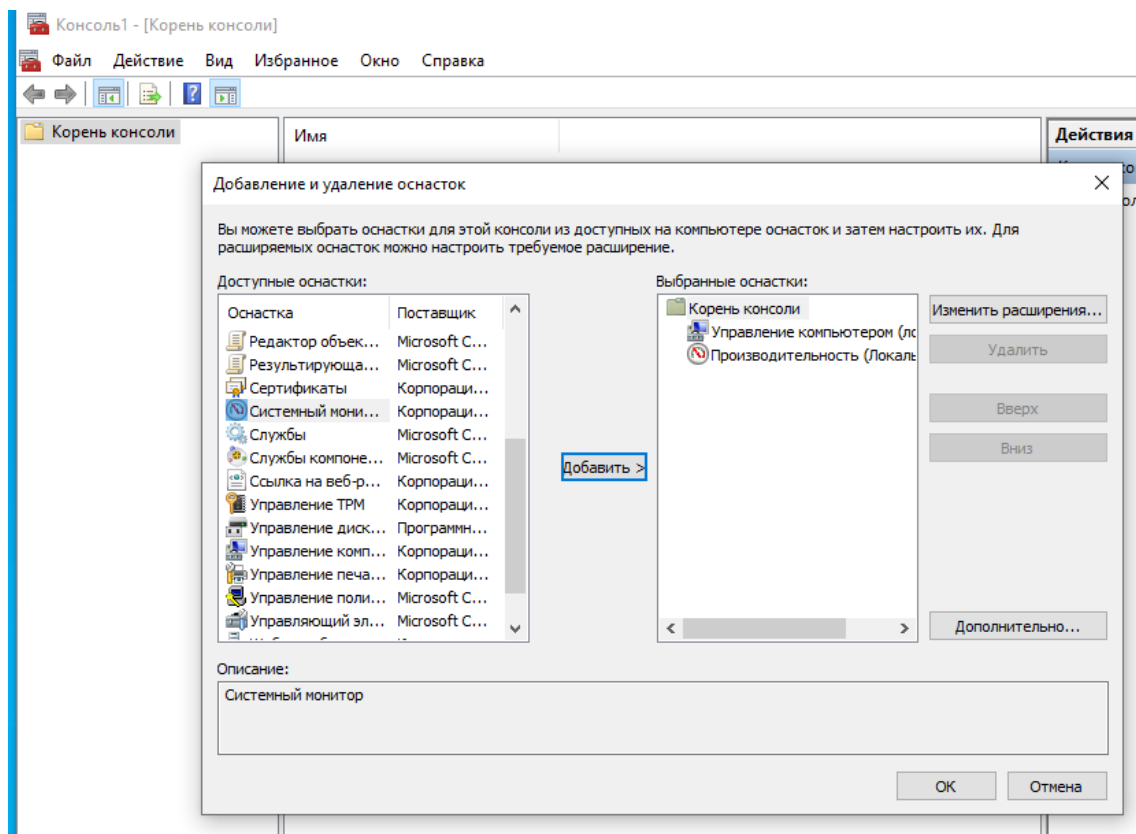 Консоль1 - [Корень консоли]
Файл Действие Вид Избранное Окно Справка
Корень консоли
Имя
Действия
Добавление и удаление оснасток
Вы можете выбрать оснастки для этой консоли из доступных на компьютере оснасток и затем настроить их. Для
расширяемых оснасток можно настроить требуемое расширение.
Доступные оснастки:
Оснастка Поставщик
Редактор объек... Microsoft C...
Результирующа... Microsoft C...
Сертификаты Корпораци...
Системный мони... Корпораци...
Службы Microsoft C...
Службы компоне... Microsoft C...
Ссылка на веб-р... Корпораци...
Управление TPM Корпораци...
Управление диск... Программн...
Управление комп... Корпораци...
Управление печа... Корпораци...
Управление поли... Microsoft C...
Управляющий эл... Microsoft C...
Добавить >
Выбранные оснастки:
Корень консоли
Управление компьютером (ло
Производительность (Локаль
Изменить расширения...
Удалить
Вверх
Вниз
Дополнительно...
Описание:
Системный монитор
ОК
Отмена